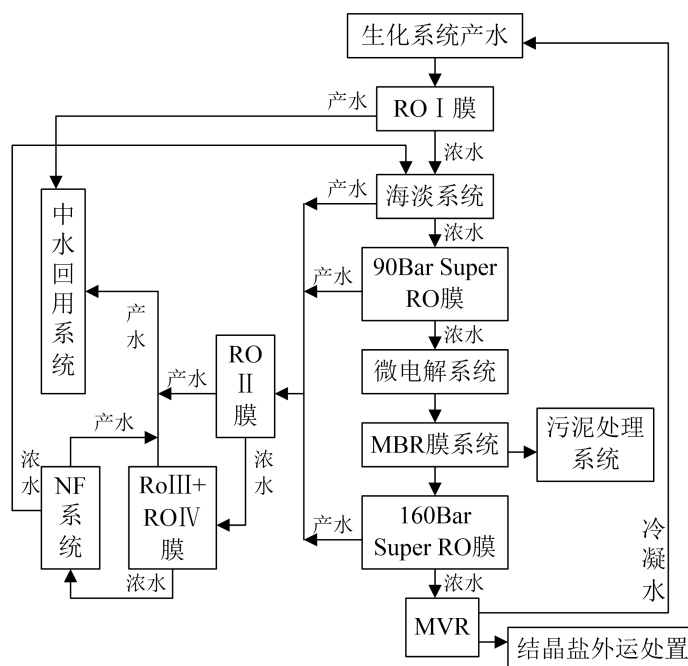 生化系统产水
产水
RO Ⅰ 膜
浓水
产水
海淡系统
浓水
中水回用系统
产水
90Bar Super
RO膜
浓水
产水
RO
Ⅱ
膜
产水
微电解系统
产水
浓水
MBR膜系统
污泥处理
系统
浓水
NF
系
统
RoIII+
ROⅣ
膜
浓水
产水
160Bar
Super RO膜
浓水
冷凝水
MVR
结晶盐外运处置